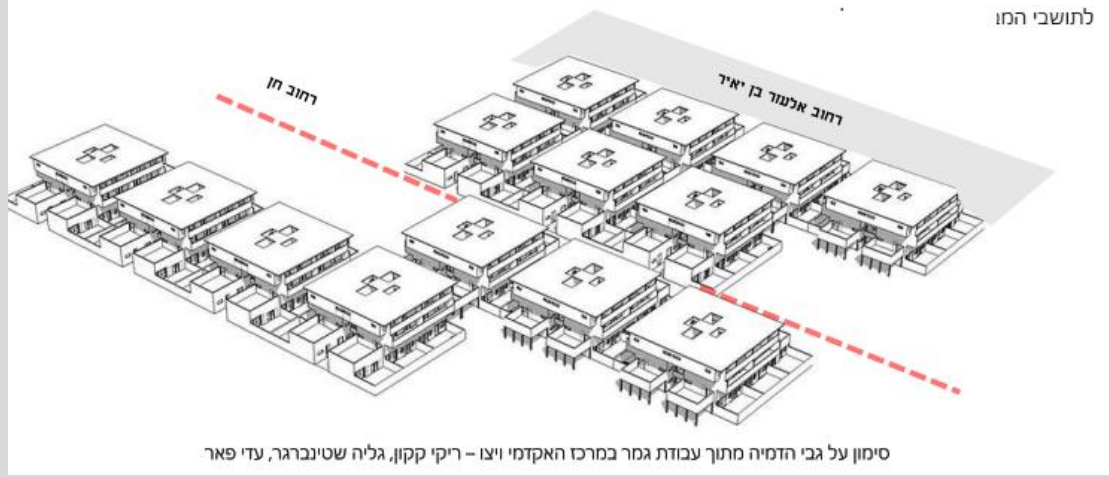 לתושבי
רחוב אלעזר בן יאיר
רחוב חן
סימון על גבי הדמיה מתוך עבודת גמר במרכז האקדמי ויצו – ריקי קקון, גליה שטינברגר, עדי פאר